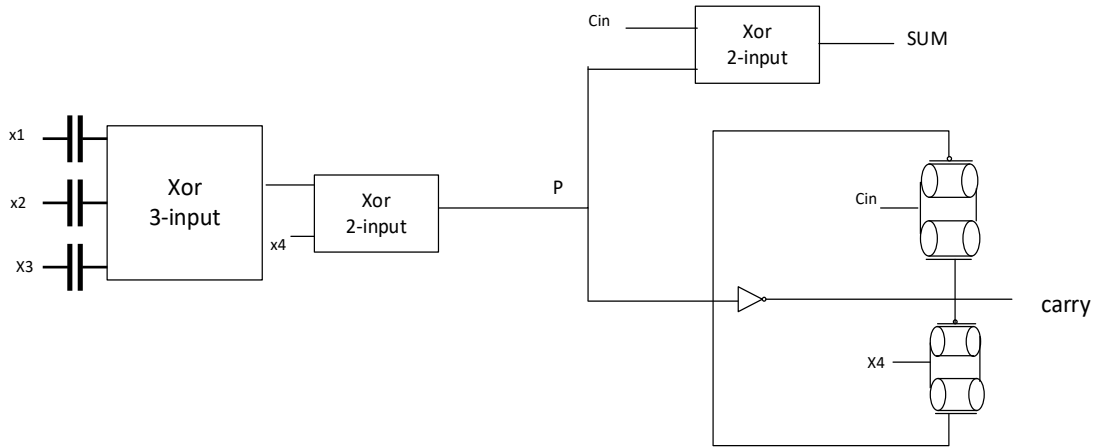 Cin
Xor
2-input
SUM
x1
x2
X3
Xor
3-input
x4
Xor
2-input
P
Cin
carry
X4